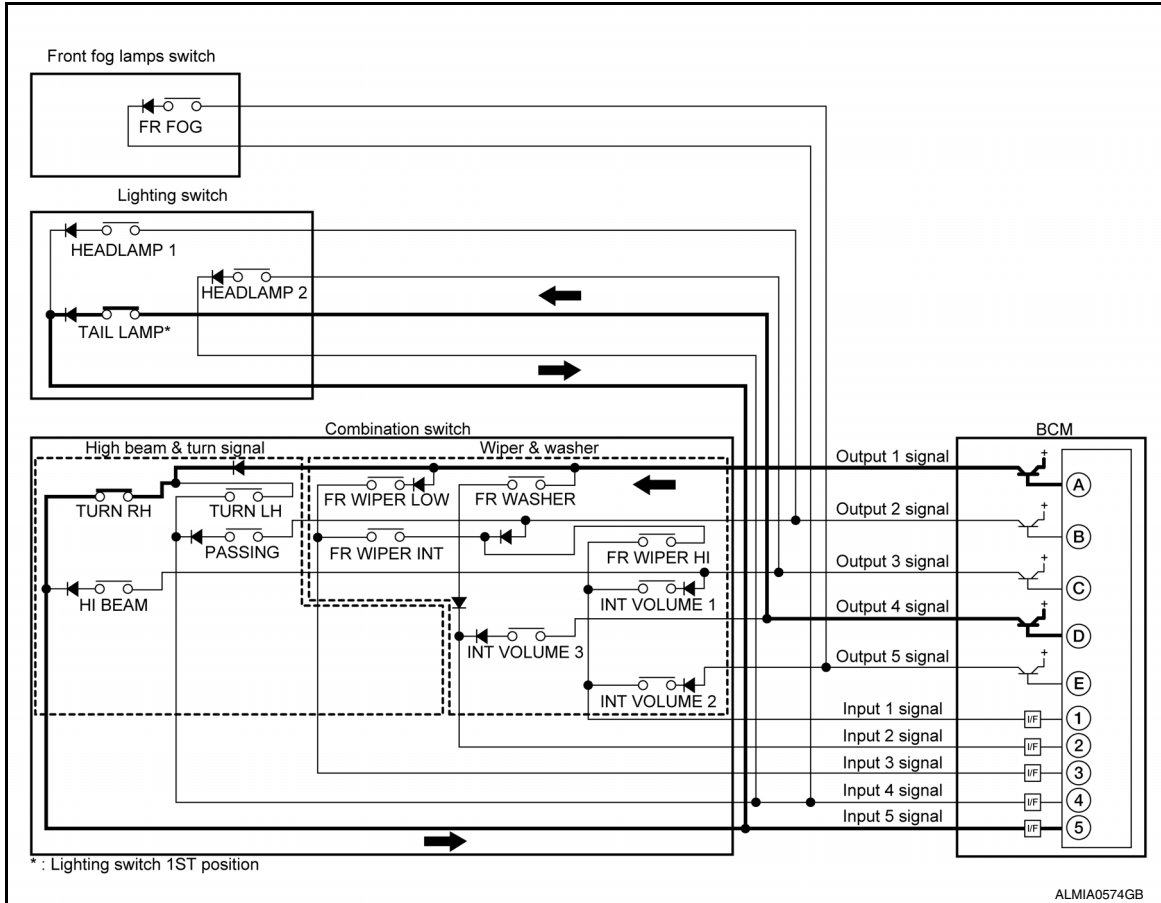 Front fog lamps switch
FR FOG
Lighting switch
HEADLAMP 1
HEADLAMP 2
TAIL LAMP*
Combination switch
BCM
High beam & turn signal
Wiper & washer
Output 1 signal
+
A
TURN RH
TURN LH
FR WIPER LOW
FR WASHER
Output 2 signal
+
B
PASSING
FR WIPER INT
FR WIPER HI
Output 3 signal
+
C
HI BEAM
INT VOLUME 1
Output 4 signal
+
D
INT VOLUME 3
Output 5 signal
+
E
INT VOLUME 2
Input 1 signal
I/F
1
Input 2 signal
I/F
2
Input 3 signal
I/F
3
Input 4 signal
I/F
4
Input 5 signal
I/F
5
* : Lighting switch 1ST position
ALMIA0574GB